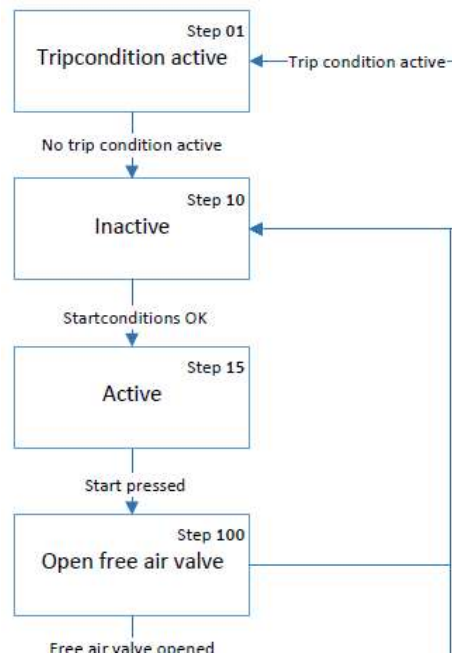 Step 01
Tripcondition active
Trip condition active
No trip condition active
Step 10
Inactive
Startconditions OK
Step 15
Active
Start pressed
Step 100
Open free air valve
Free air valve opened